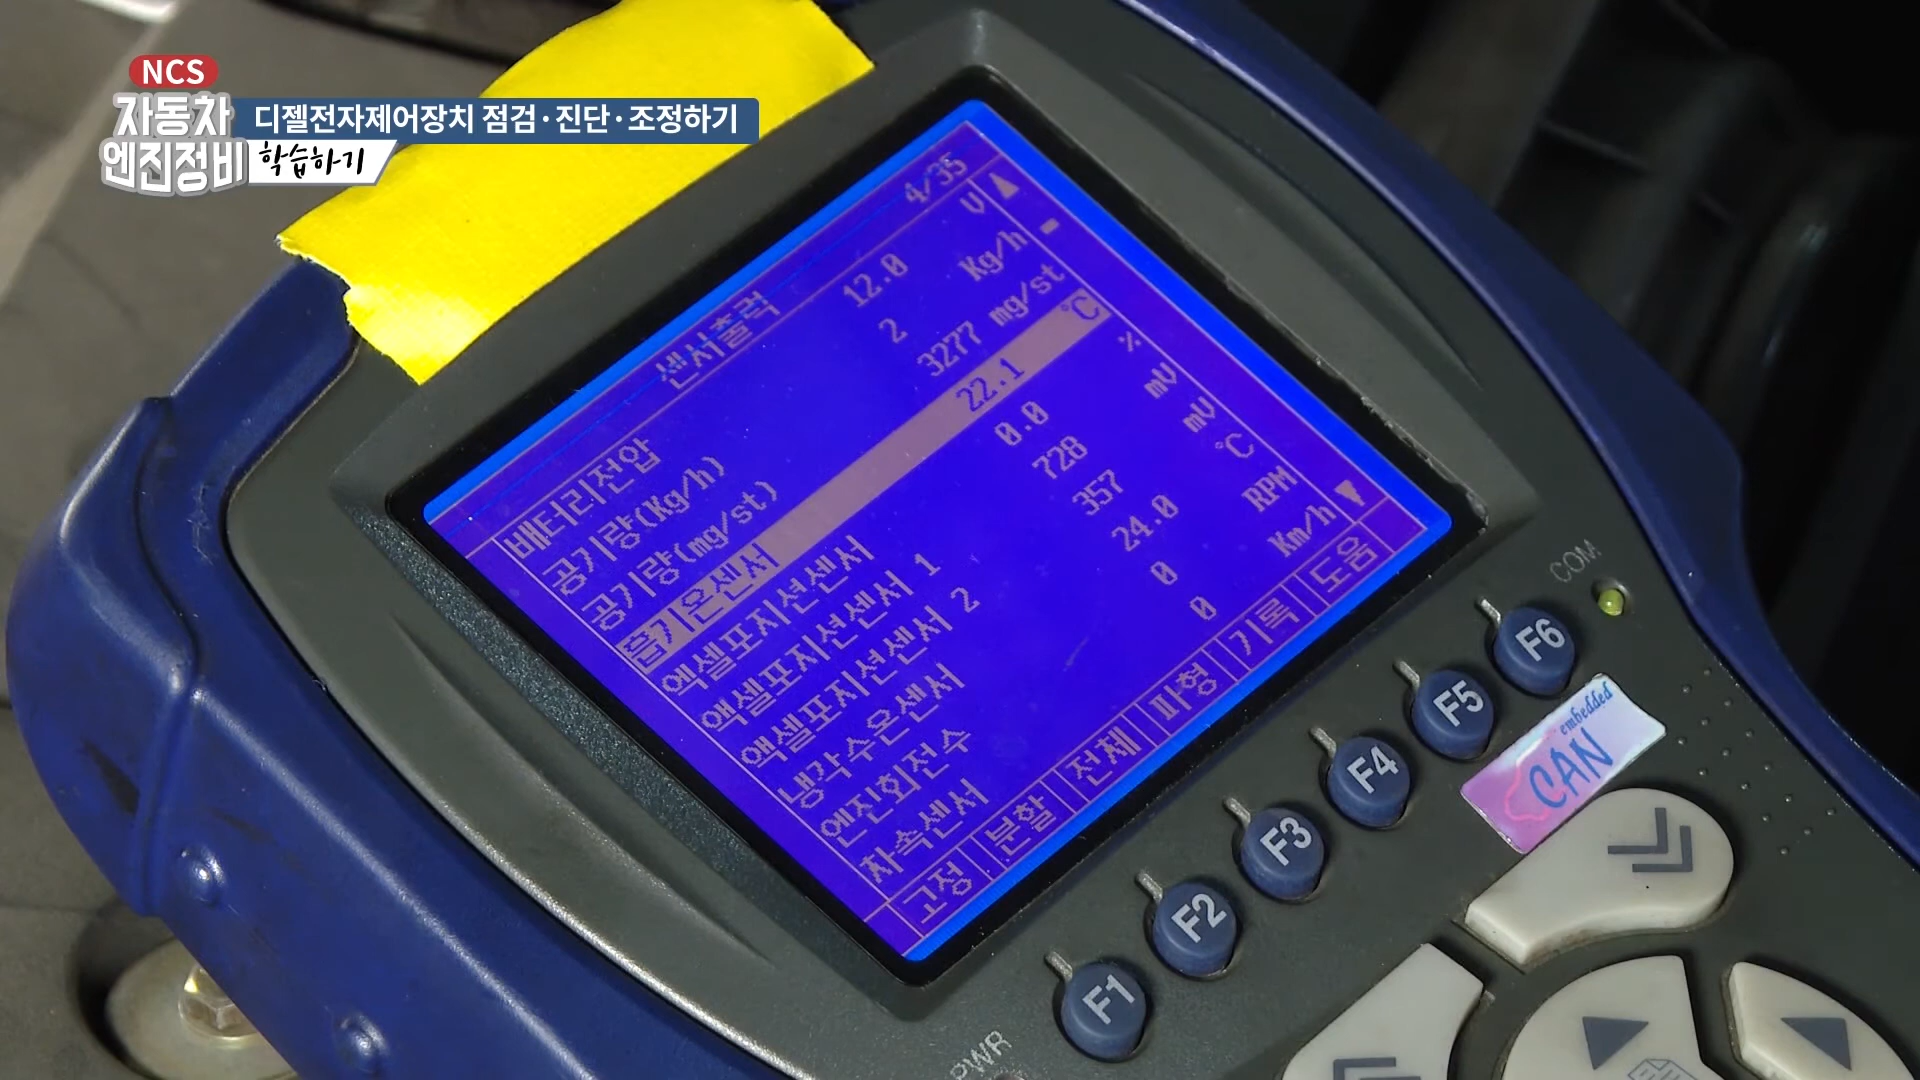 NCS
자동차
엔진정비
디젤전자제어장치 점검·진단·조정하기
학습하기
센서출력 4/35
배터리전압 12.0 V
공기량(Kg/h) 2 Kg/h
공기량(mg/st) 3277 mg/st
흡기온센서 22.1 ℃
엑셀포지션센서 0.0 %
액셀포지션센서 1 728 mV
액셀포지션센서 2 357 mV
냉각수온센서 24.0 ℃
엔진회전수 0 RPM
차속센서 0 Km/h
고정 분할 전체 파형 기록 도움
COM
F1 F2 F3 F4 F5 F6
embedded
CAN
PWR